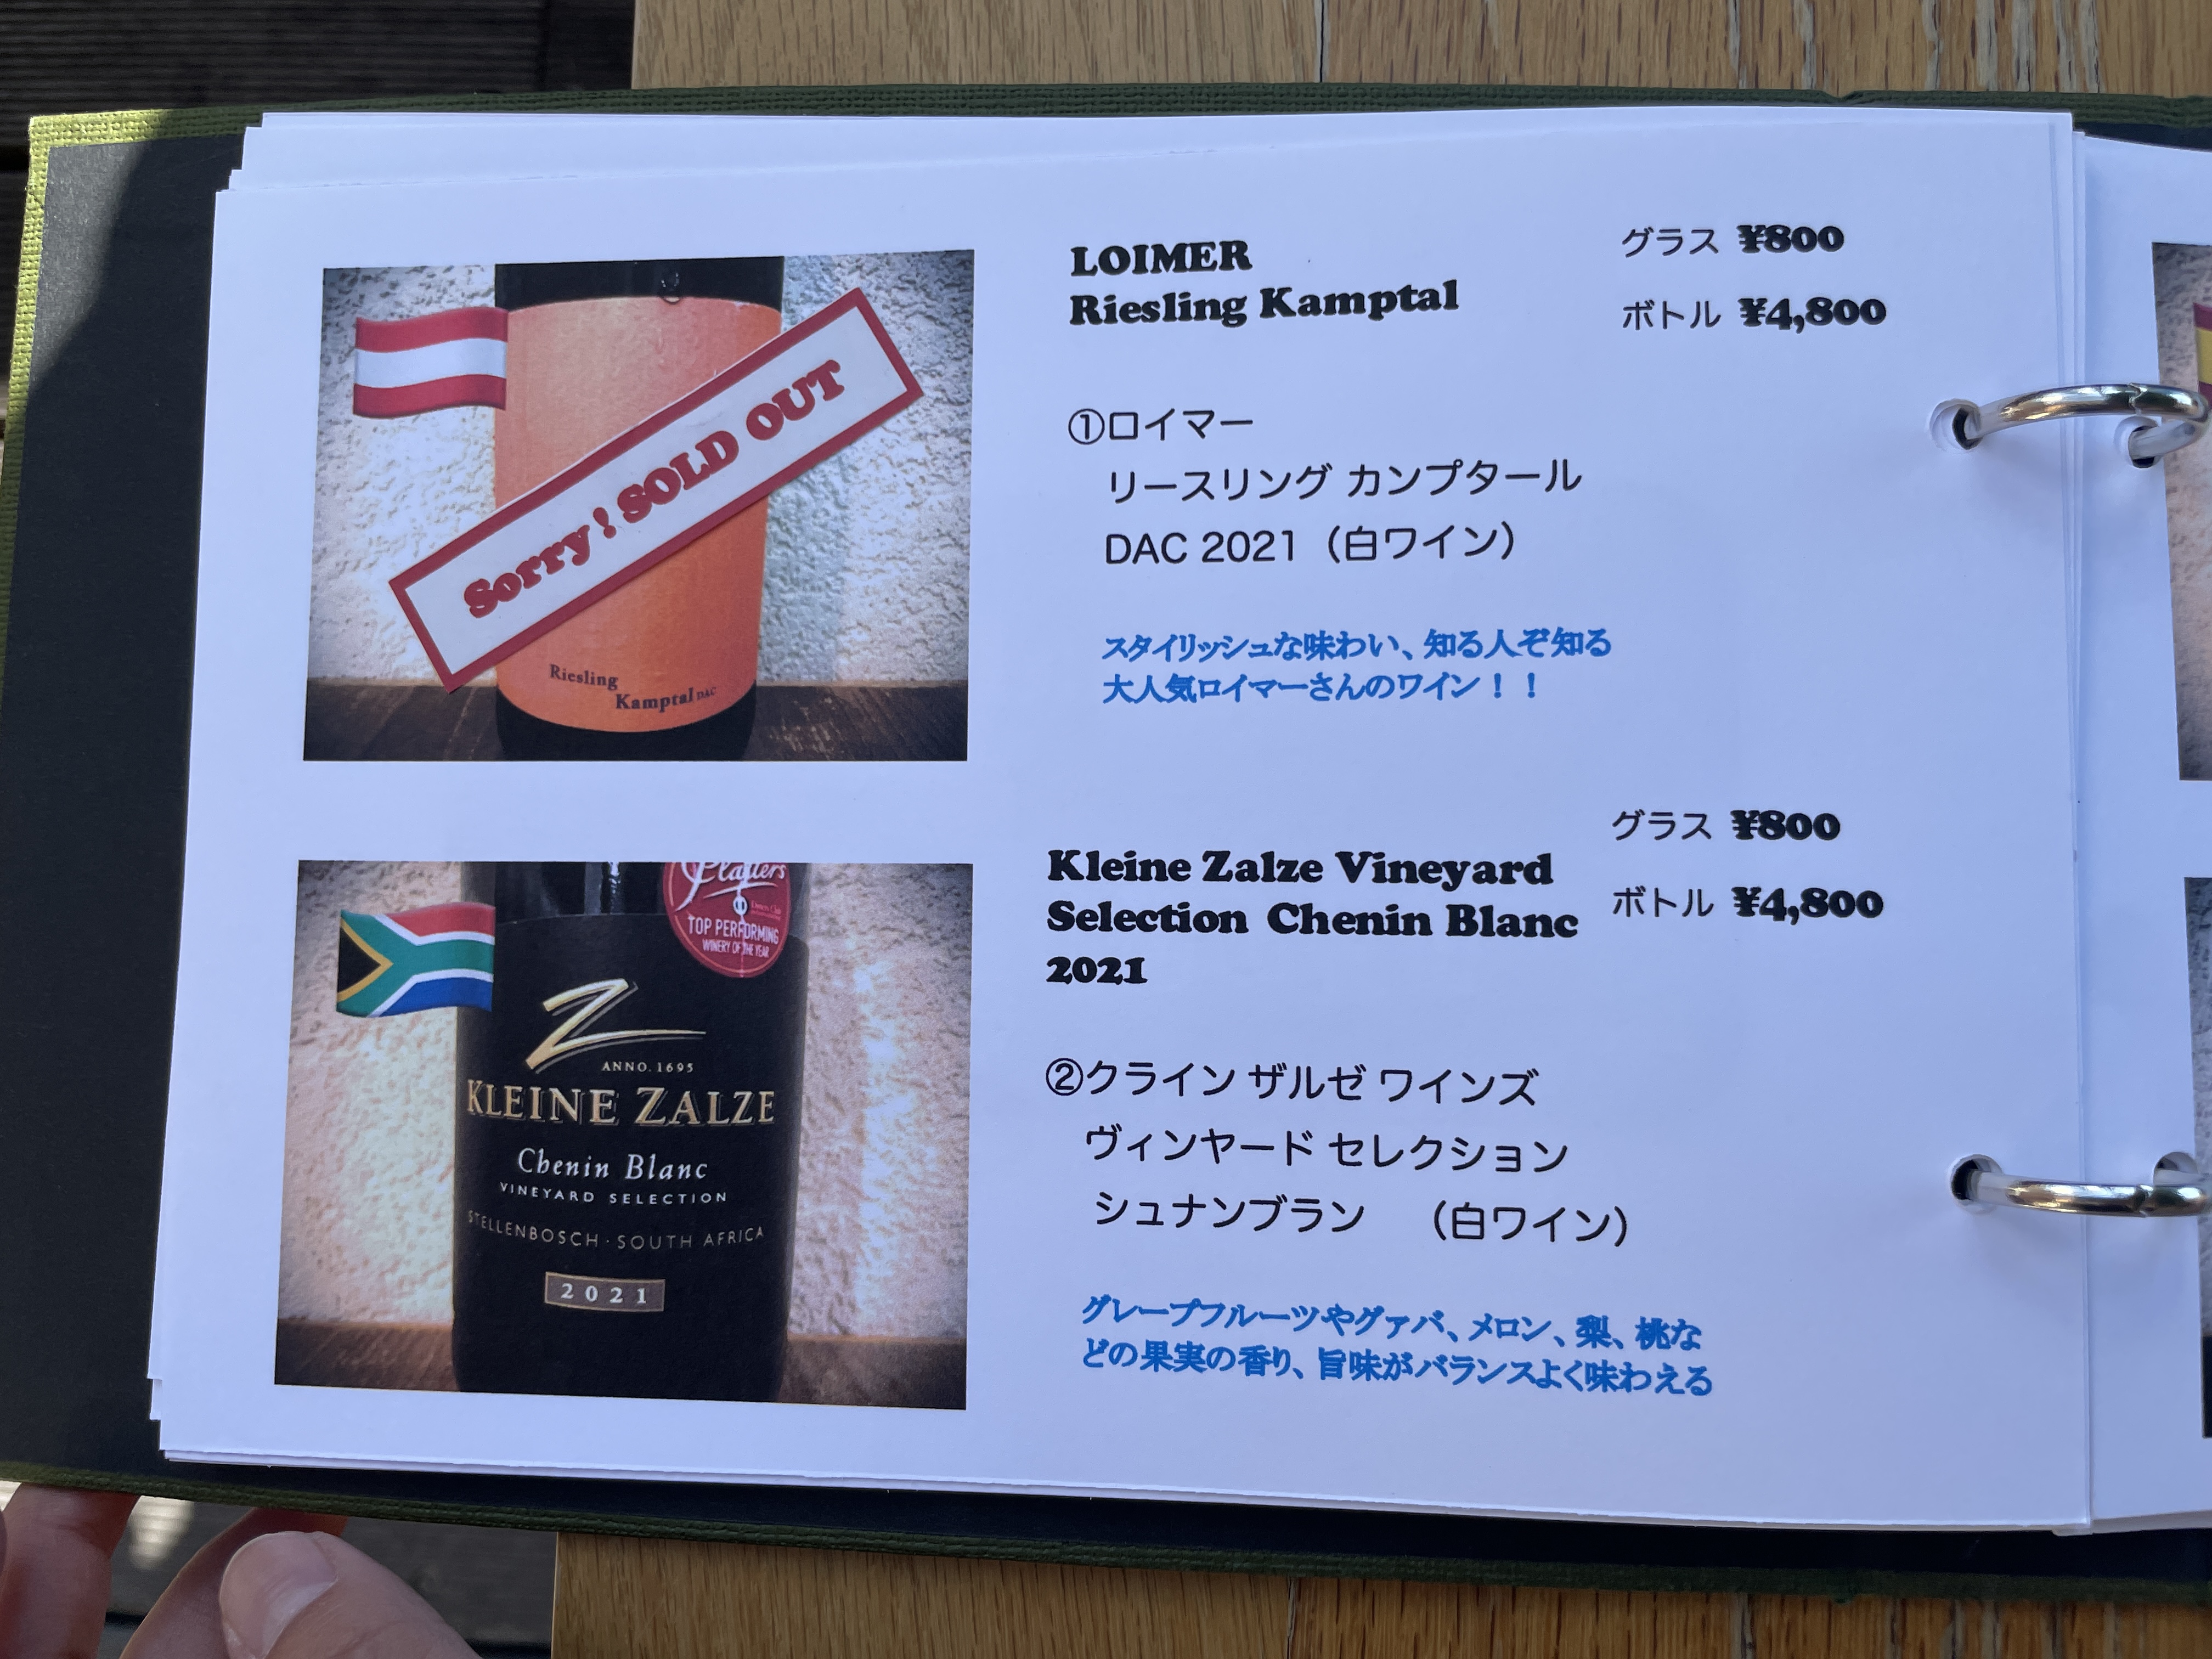 LOIMER
Riesling Kamptal
グラス ¥800
ボトル ¥4,800
①ロイマー
リースリング カンプタール
DAC 2021（白ワイン）
スタイリッシュな味わい、知る人ぞ知る
大人気ロイマーさんのワイン！！
Sorry! SOLD OUT
Riesling
Kamptal DAC
Kleine Zalze Vineyard
Selection Chenin Blanc
2021
グラス ¥800
ボトル ¥4,800
②クライン ザルゼ ワインズ
ヴィンヤード セレクション
シュナンブラン （白ワイン）
グレープフルーツやグァバ、メロン、梨、桃な
どの果実の香り、旨味がバランスよく味わえる
Platter's
TOP PERFORMING
WINERY OF THE YEAR
Z
ANNO. 1695
KLEINE ZALZE
Chenin Blanc
VINEYARD SELECTION
STELLENBOSCH · SOUTH AFRICA
2021